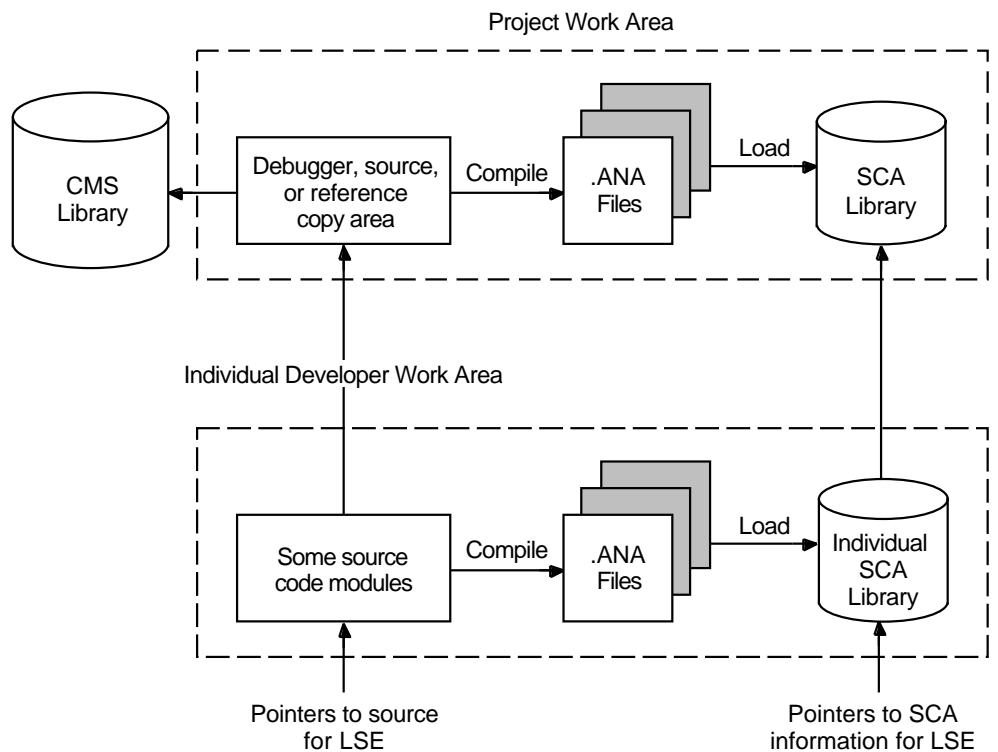 Project Work Area
CMS
Library
Debugger, source,
or reference
copy area
Compile
.ANA
Files
Load
SCA
Library
Individual Developer Work Area
Some source
code modules
Compile
.ANA
Files
Load
Individual
SCA
Library
Pointers to source
for LSE
Pointers to SCA
information for LSE